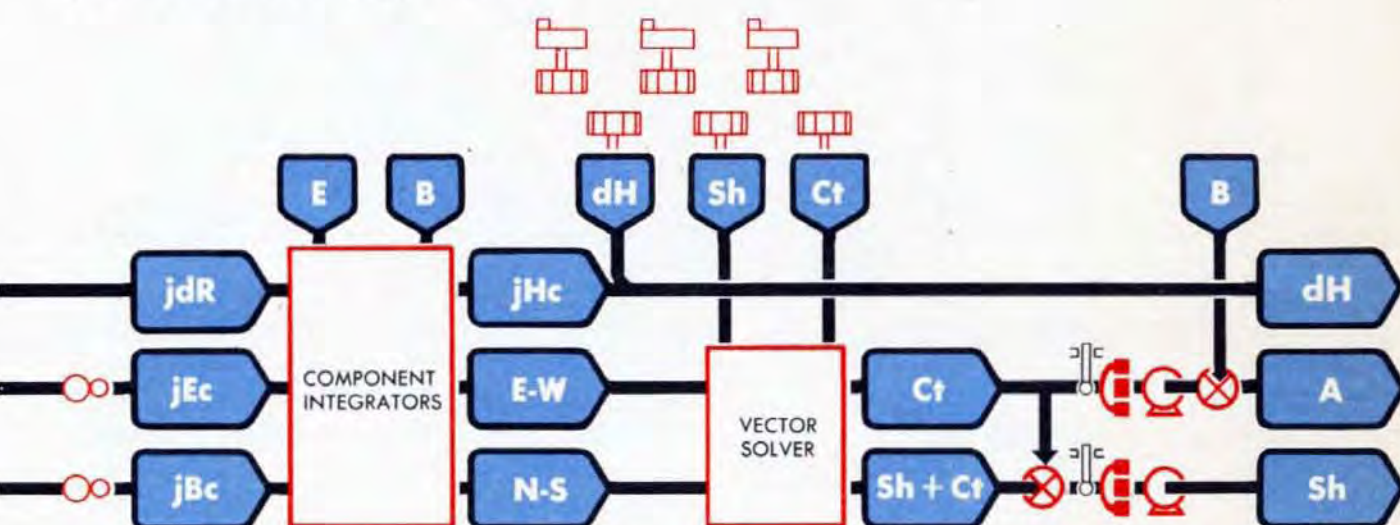 E
B
dH
Sh
Ct
B
jdR
jHc
dH
jEc
COMPONENT
INTEGRATORS
E-W
VECTOR
SOLVER
Ct
A
jBc
N-S
Sh + Ct
Sh